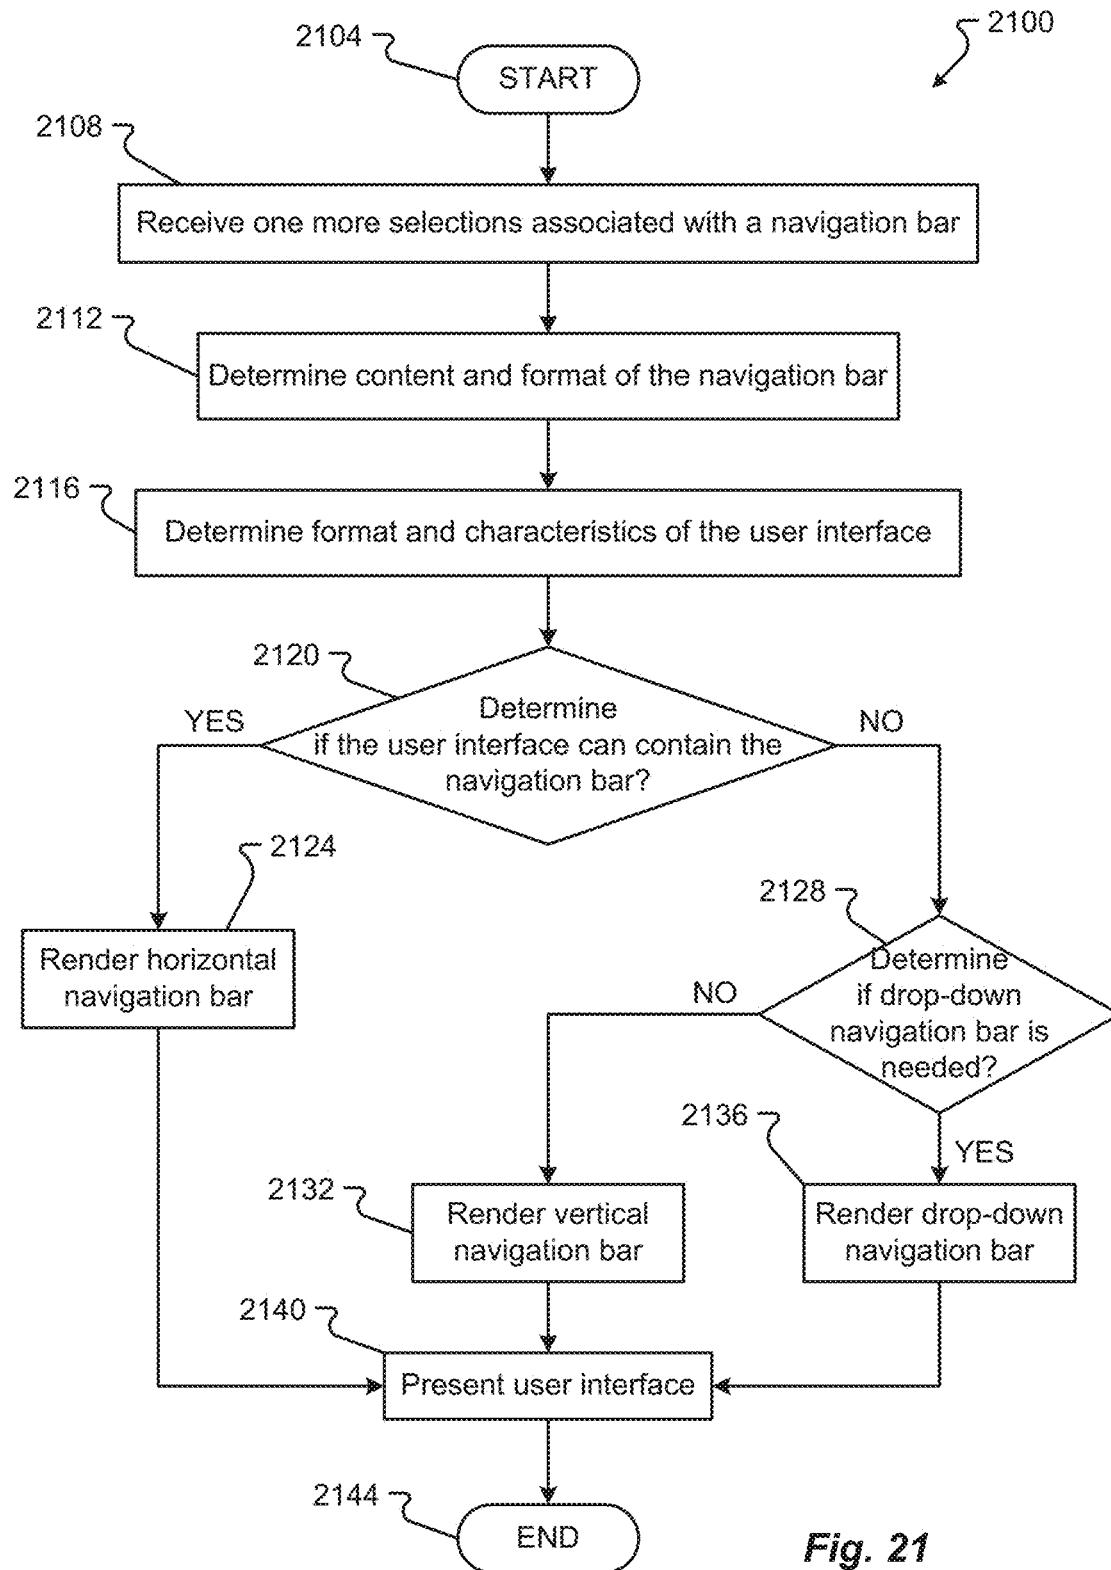 2100
2104
START
2108
Receive one more selections associated with a navigation bar
2112
Determine content and format of the navigation bar
2116
Determine format and characteristics of the user interface
2120
YES
Determine
if the user interface can contain the
navigation bar?
NO
2124
Render horizontal
navigation bar
2128
Determine
if drop-down
navigation bar is
needed?
NO
YES
2132
Render vertical
navigation bar
2136
Render drop-down
navigation bar
2140
Present user interface
2144
END
Fig. 21